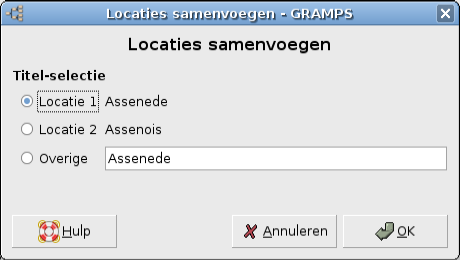 Locaties samenvoegen - GRAMPS
Locaties samenvoegen
Titel-selectie
Locatie 1 Assenede
Locatie 2 Assenois
Overige Assenede
Hulp Annuleren OK